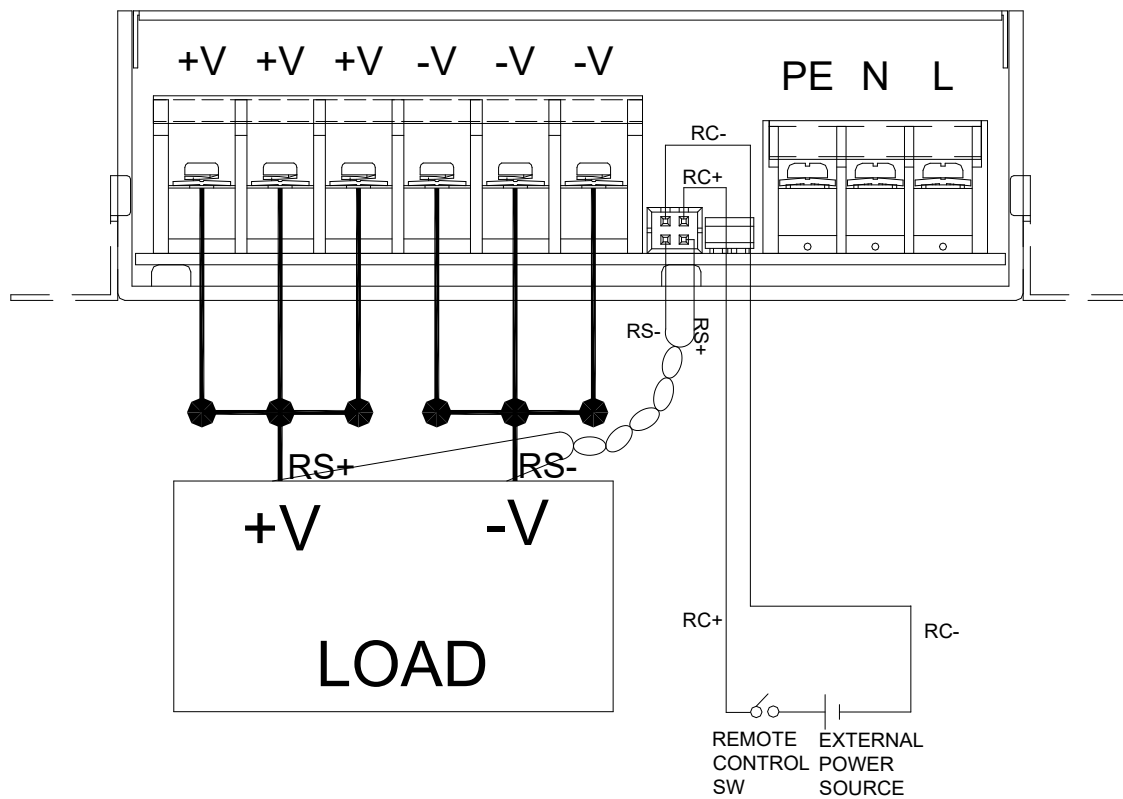 +V +V +V -V -V -V
PE N L
RC-
RC+
RS-
RS+
RS+
RS-
+V
-V
LOAD
RC+
RC-
REMOTE
CONTROL
SW
EXTERNAL
POWER
SOURCE